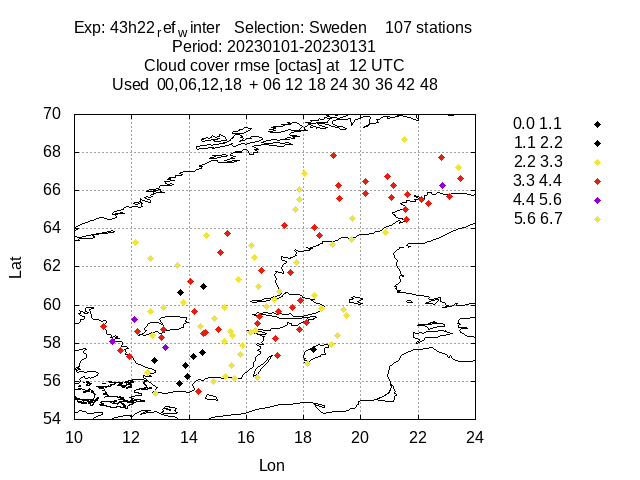 Exp: 43h22refwinter Selection: Sweden 107 stations
Period: 20230101-20230131
Cloud cover rmse [octas] at 12 UTC
Used 00,06,12,18 + 06 12 18 24 30 36 42 48
70
68
66
64
62
60
58
56
54
Lat
10 12 14 16 18 20 22 24
Lon
0.0 1.1
1.1 2.2
2.2 3.3
3.3 4.4
4.4 5.6
5.6 6.7